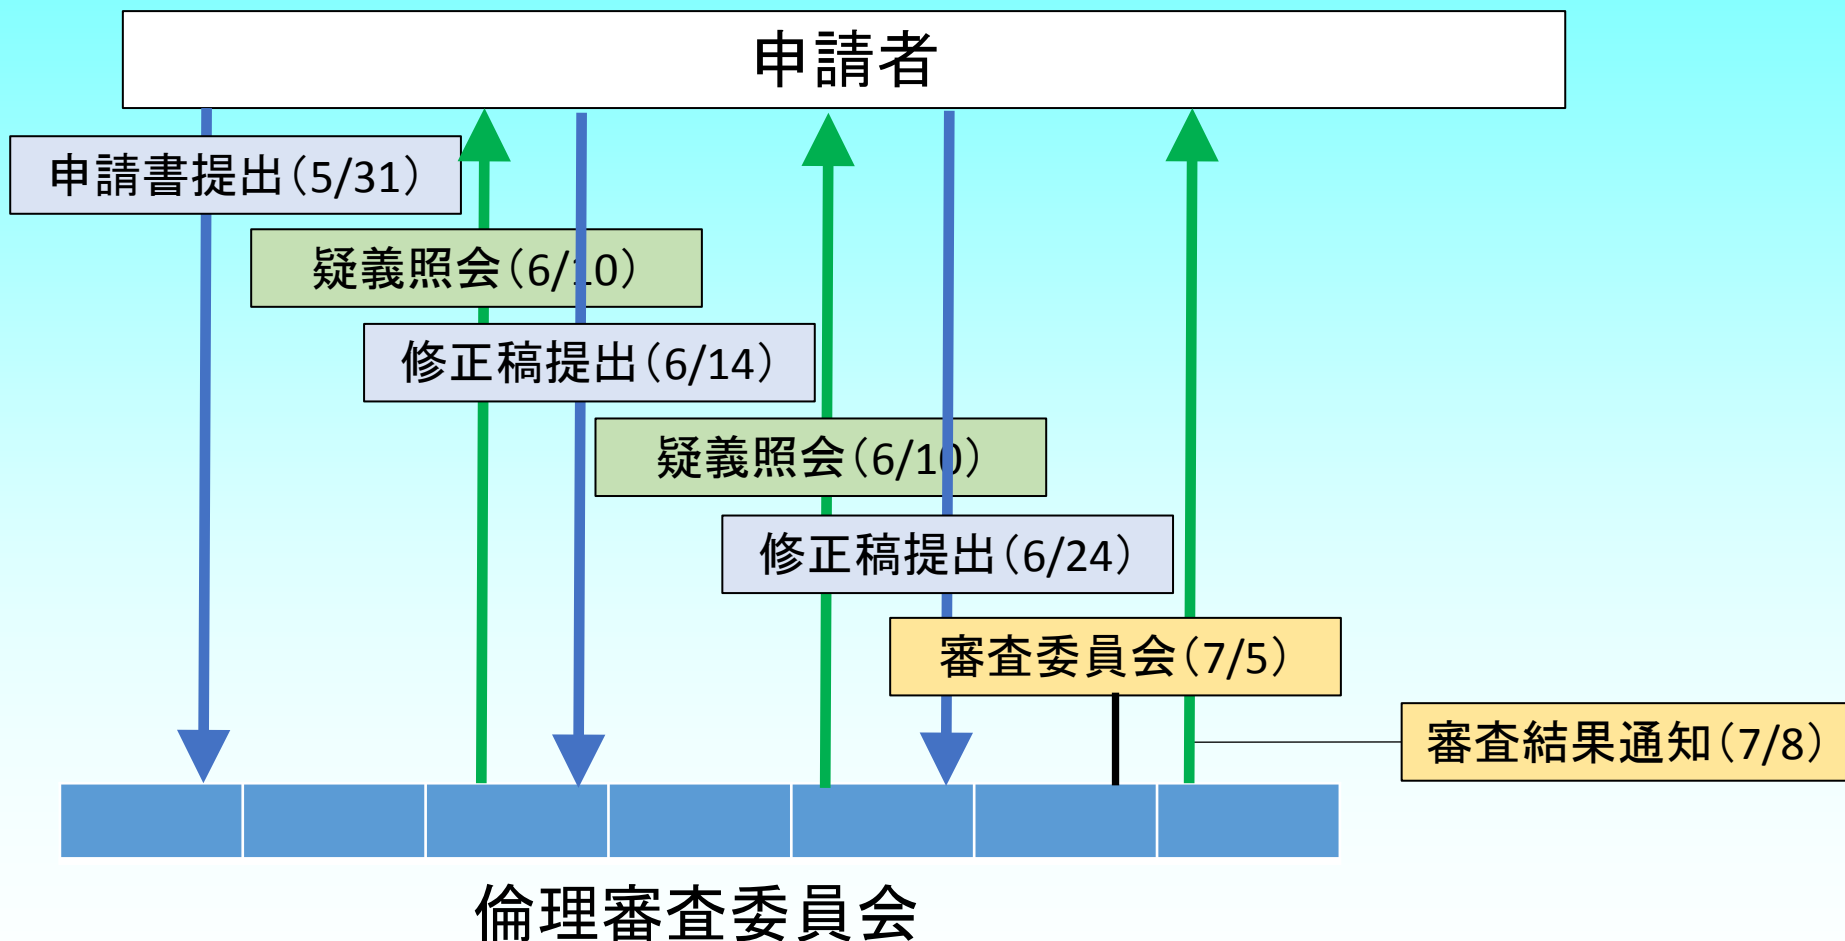 申請者
申請書提出(5/31)
疑義照会(6/10)
修正稿提出(6/14)
疑義照会(6/10)
修正稿提出(6/24)
審査委員会(7/5)
審査結果通知(7/8)
倫理審査委員会